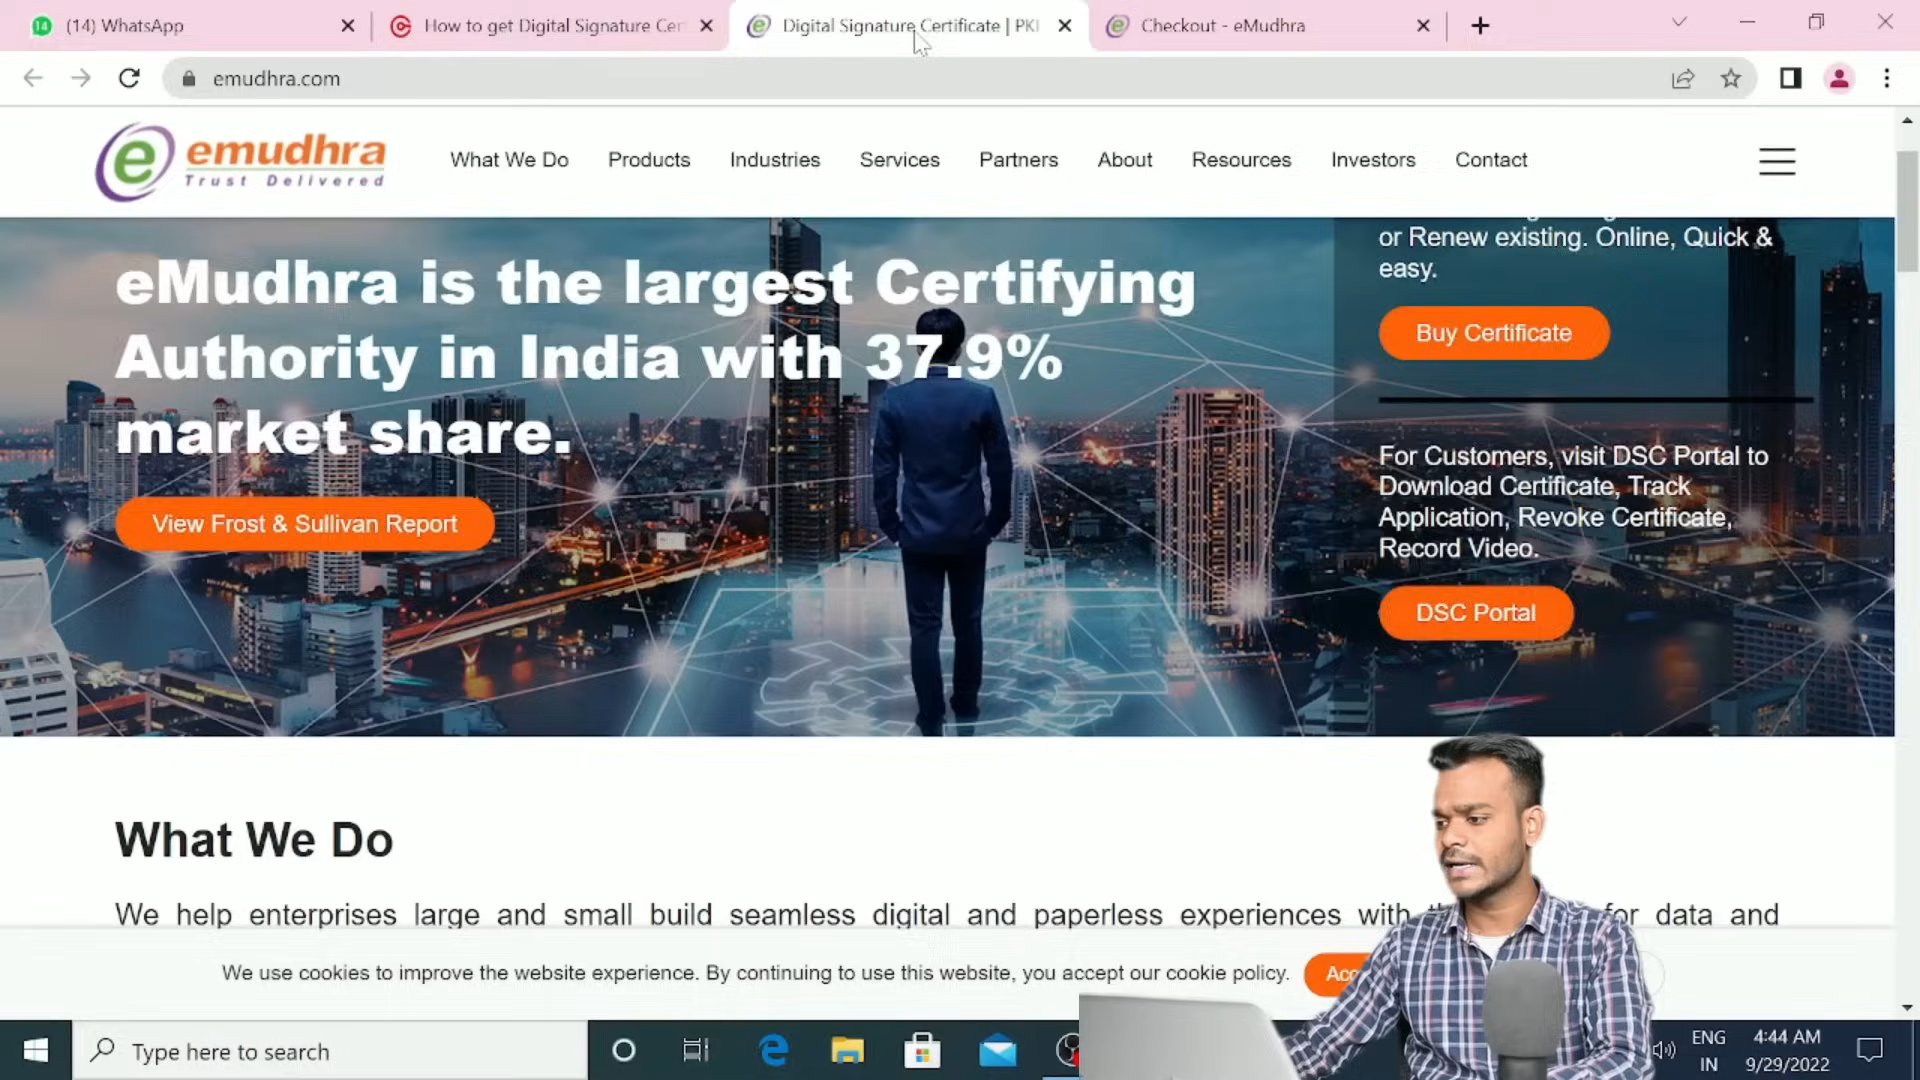 (14) WhatsApp
How to get Digital Signature Cer
Digital Signature Certificate | PKI
Checkout - eMudhra
emudhra.com
emudhra
Trust Delivered
What We Do
Products
Industries
Services
Partners
About
Resources
Investors
Contact
eMudhra is the largest Certifying
Authority in India with 37.9%
market share.
View Frost & Sullivan Report
or Renew existing. Online, Quick &
easy.
Buy Certificate
For Customers, visit DSC Portal to
Download Certificate, Track
Application, Revoke Certificate,
Record Video.
DSC Portal
What We Do
We help enterprises large and small build seamless digital and paperless experiences with for data and
We use cookies to improve the website experience. By continuing to use this website, you accept our cookie policy.
Type here to search
ENG
IN
4:44 AM
9/29/2022